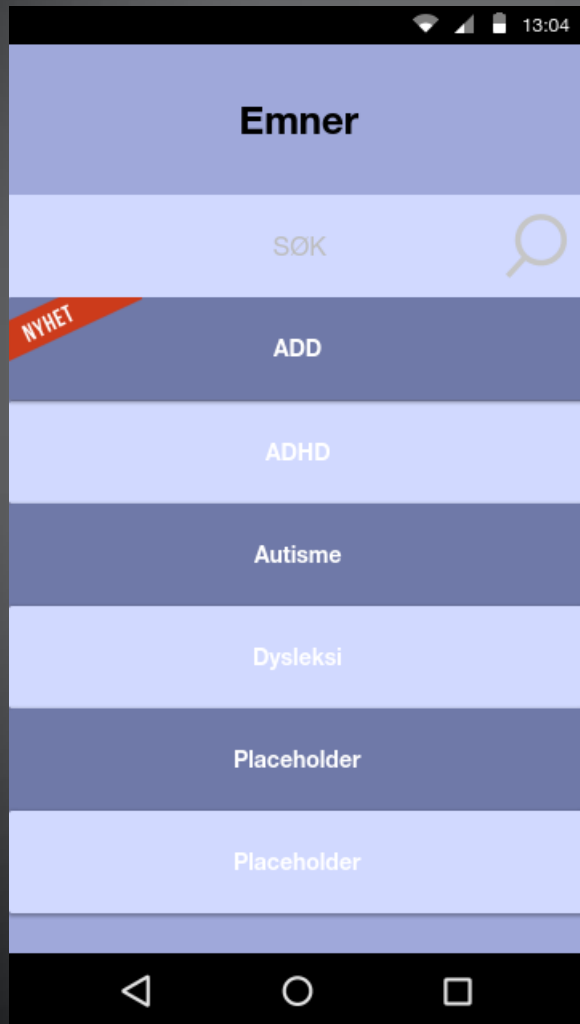 13:04
Emner
SØK
NYHET
ADD
ADHD
Autisme
Dysleksi
Placeholder
Placeholder